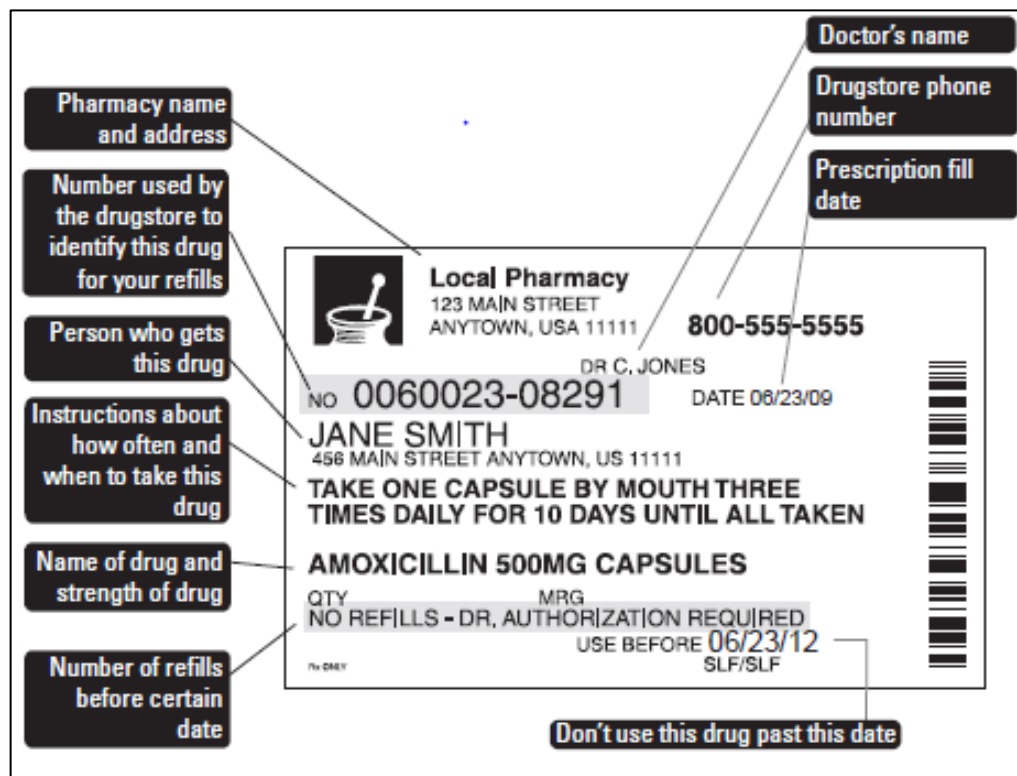 Doctor's name
Drugstore phone
number
Prescription fill
date
Pharmacy name
and address
Number used by
the drugstore to
identify this drug
for your refills
Person who gets
this drug
Instructions about
how often and
when to take this
drug
Name of drug and
strength of drug
Number of refills
before certain
date
Local Pharmacy
123 MAIN STREET
ANYTOWN, USA 11111
800-555-5555
DR C. JONES
NO 0060023-08291
DATE 06/23/09
JANE SMITH
456 MAIN STREET ANYTOWN, US 11111
TAKE ONE CAPSULE BY MOUTH THREE
TIMES DAILY FOR 10 DAYS UNTIL ALL TAKEN
AMOXICILLIN 500MG CAPSULES
QTY MRG
NO REFILLS - DR. AUTHORIZATION REQUIRED
USE BEFORE 06/23/12
SLF/SLF
Rx ONLY
Don't use this drug past this date